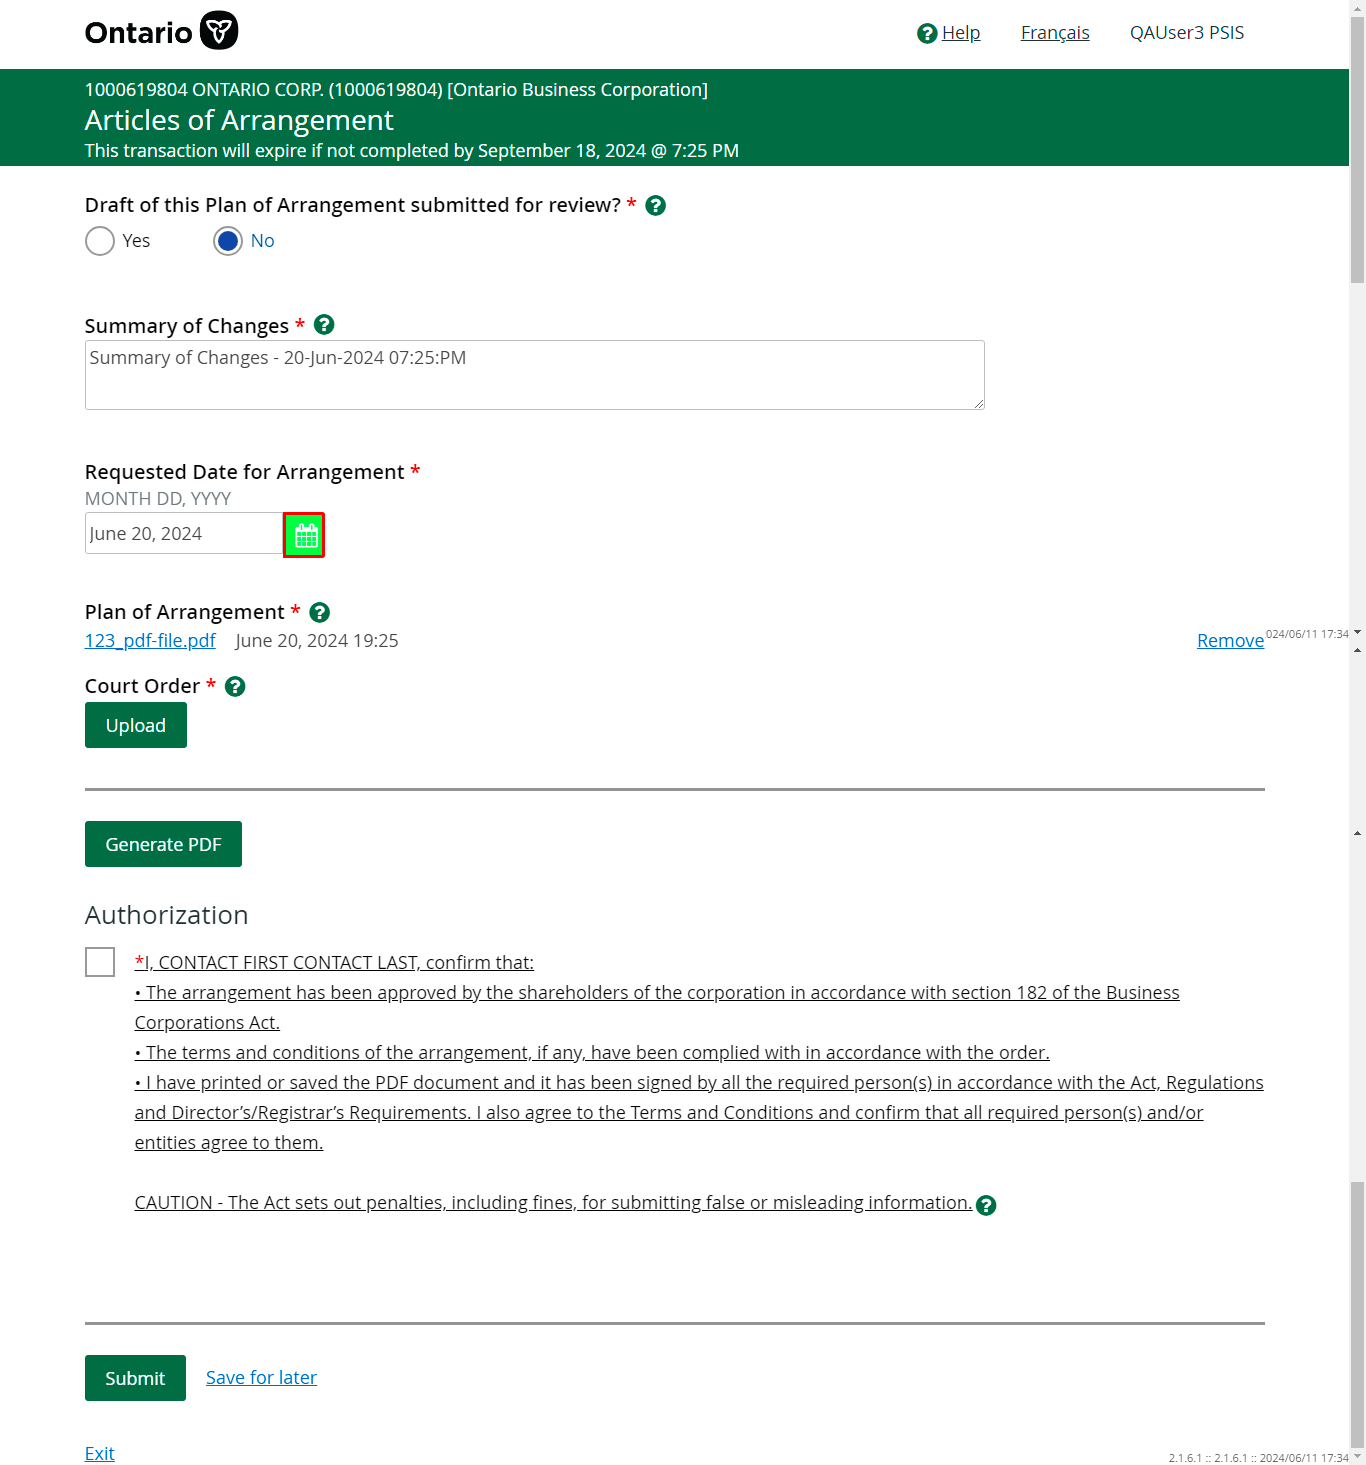 Ontario
Help Français QAUser3 PSIS
1000619804 ONTARIO CORP. (1000619804) [Ontario Business Corporation]
Articles of Arrangement
This transaction will expire if not completed by September 18, 2024 @ 7:25 PM
Draft of this Plan of Arrangement submitted for review? *
Yes No
Summary of Changes *
Summary of Changes - 20-Jun-2024 07:25:PM
Requested Date for Arrangement *
MONTH DD, YYYY
June 20, 2024
Plan of Arrangement *
123_pdf-file.pdf June 20, 2024 19:25 Remove 024/06/11 17:34
Court Order *
Upload
Generate PDF
Authorization
*I, CONTACT FIRST CONTACT LAST, confirm that:
• The arrangement has been approved by the shareholders of the corporation in accordance with section 182 of the Business
Corporations Act.
• The terms and conditions of the arrangement, if any, have been complied with in accordance with the order.
• I have printed or saved the PDF document and it has been signed by all the required person(s) in accordance with the Act, Regulations
and Director’s/Registrar’s Requirements. I also agree to the Terms and Conditions and confirm that all required person(s) and/or
entities agree to them.
CAUTION - The Act sets out penalties, including fines, for submitting false or misleading information.
Submit Save for later
Exit
2.1.6.1 :: 2.1.6.1 :: 2024/06/11 17:34